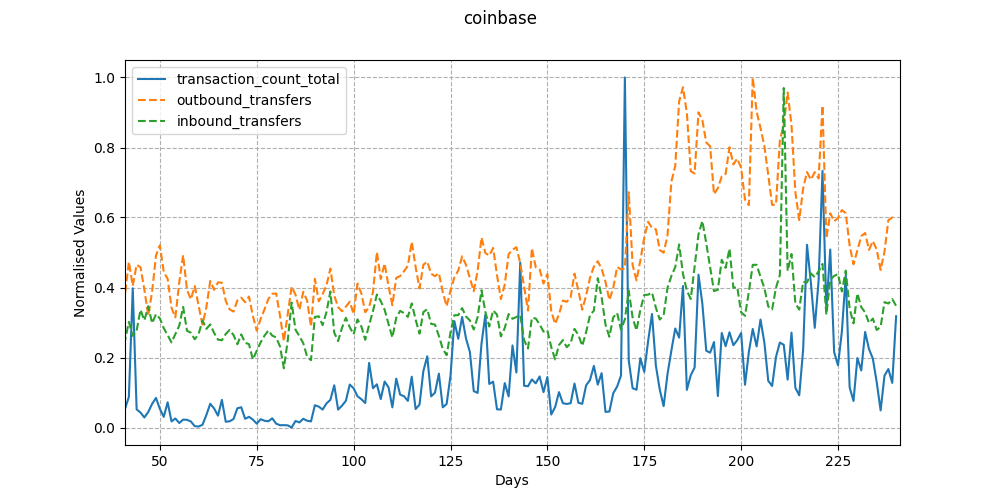 coinbase
transaction_count_total
outbound_transfers
inbound_transfers
Normalised Values
1.0
0.8
0.6
0.4
0.2
0.0
50 75 100 125 150 175 200 225
Days